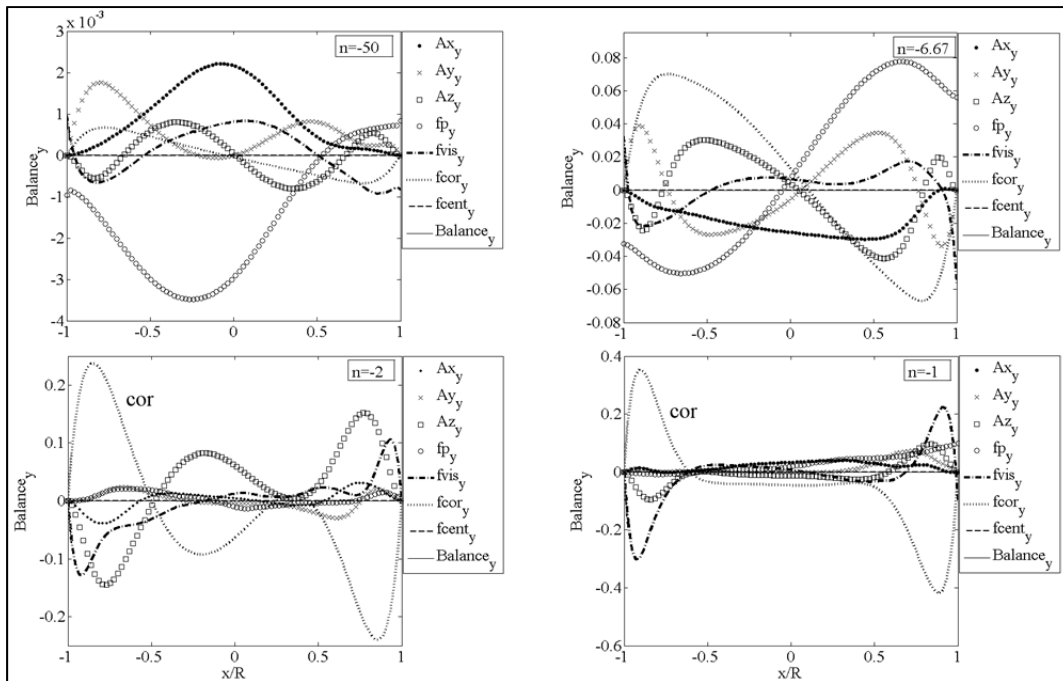 x 10⁻³
3
2
1
0
-1
-2
-3
-4
Balance_y
-1
-0.5
0
0.5
1
x/R
n=-50
Ax_y
Ay_y
Az_y
fp_y
fvis_y
fcor_y
fcent_y
Balance_y
0.08
0.06
0.04
0.02
0
-0.02
-0.04
-0.06
-0.08
Balance_y
-1
-0.5
0
0.5
1
x/R
n=-6.67
Ax_y
Ay_y
Az_y
fp_y
fvis_y
fcor_y
fcent_y
Balance_y
0.2
0.1
0
-0.1
-0.2
Balance_y
-1
-0.5
0
0.5
1
x/R
n=-2
cor
Ax_y
Ay_y
Az_y
fp_y
fvis_y
fcor_y
fcent_y
Balance_y
0.4
0.2
0
-0.2
-0.4
-0.6
Balance_y
-1
-0.5
0
0.5
1
x/R
n=-1
cor
Ax_y
Ay_y
Az_y
fp_y
fvis_y
fcor_y
fcent_y
Balance_y